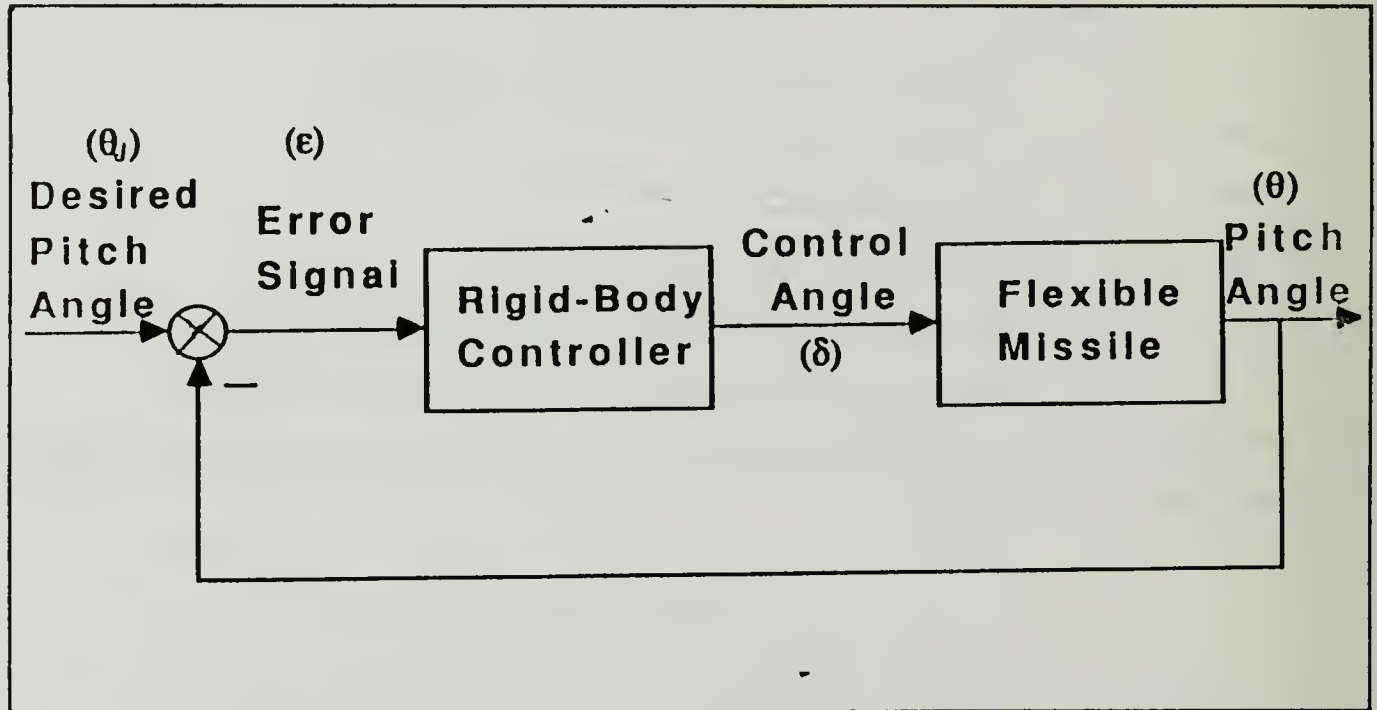 (θd)
Desired
Pitch
Angle
(ε)
Error
Signal
Rigid-Body
Controller
Control
Angle
(δ)
Flexible
Missile
(θ)
Pitch
Angle
−